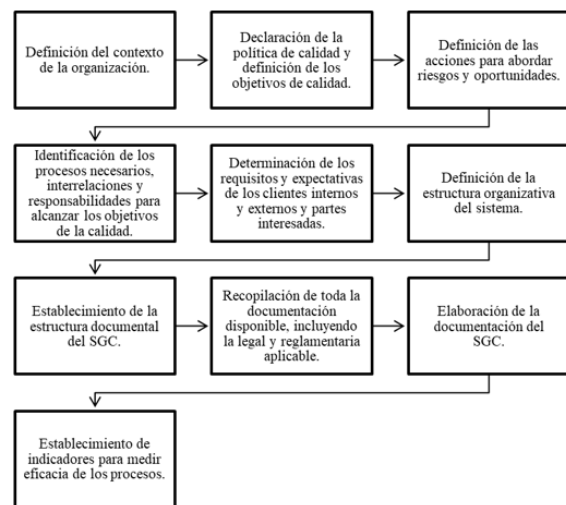 Definición del contexto
de la organización.
Declaración de la
política de calidad y
definición de los
objetivos de calidad.
Definición de las
acciones para abordar
riesgos y oportunidades.
Identificación de los
procesos necesarios,
interrelaciones y
responsabilidades para
alcanzar los objetivos
de la calidad.
Determinación de los
requisitos y expectativas
de los clientes internos
y externos y partes
interesadas.
Definición de la
estructura organizativa
del sistema.
Establecimiento de la
estructura documental
del SGC.
Recopilación de toda la
documentación
disponible, incluyendo
la legal y reglamentaria
aplicable.
Elaboración de la
documentación del
SGC.
Establecimiento de
indicadores para medir
eficacia de los procesos.